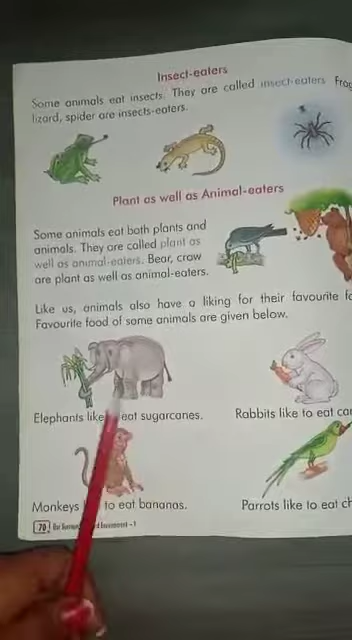 Insect-eaters
Some animals eat insects. They are called insect-eaters Frog
lizard, spider are insects-eaters.
Plant as well as Animal-eaters
Some animals eat both plants and
animals. They are called plant as
well as animal-eaters. Bear, crow
are plant as well as animal-eaters.
Like us, animals also have a liking for their favourite
Favourite food of some animals are given below.
Elephants like eat sugarcanes.
Rabbits like to eat
Monkeys to eat bananas.
Parrots like to eat
70 Environment -1